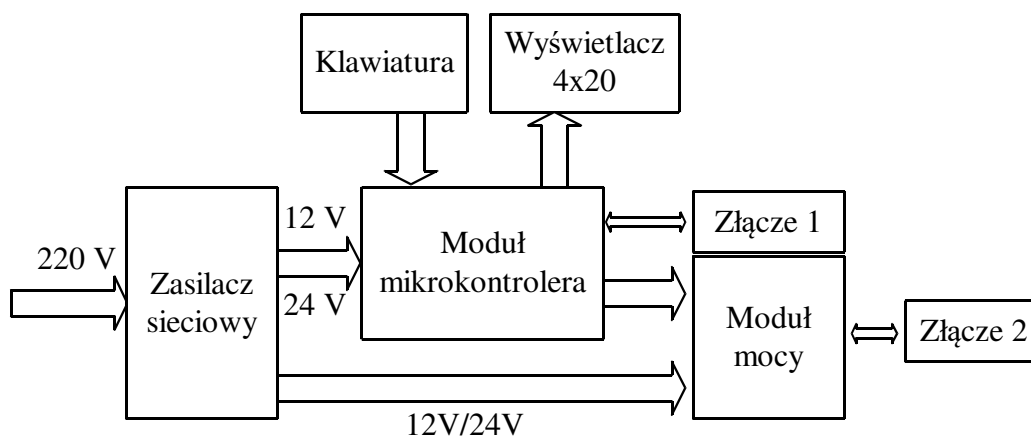 Klawiatura
Wyświetlacz
4x20
220 V
Zasilacz
sieciowy
12 V
24 V
Moduł
mikrokontrolera
Złącze 1
Moduł
mocy
Złącze 2
12V/24V